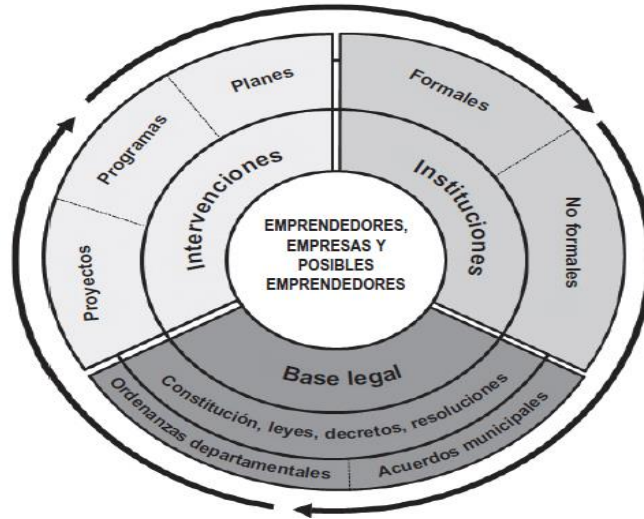 Planes
Programas
Proyectos
Intervenciones
Formales
No formales
Instituciones
EMPRENDEDORES,
EMPRESAS Y
POSIBLES
EMPRENDEDORES
Base legal
Constitución, leyes, decretos, resoluciones
Ordenanzas departamentales
Acuerdos municipales